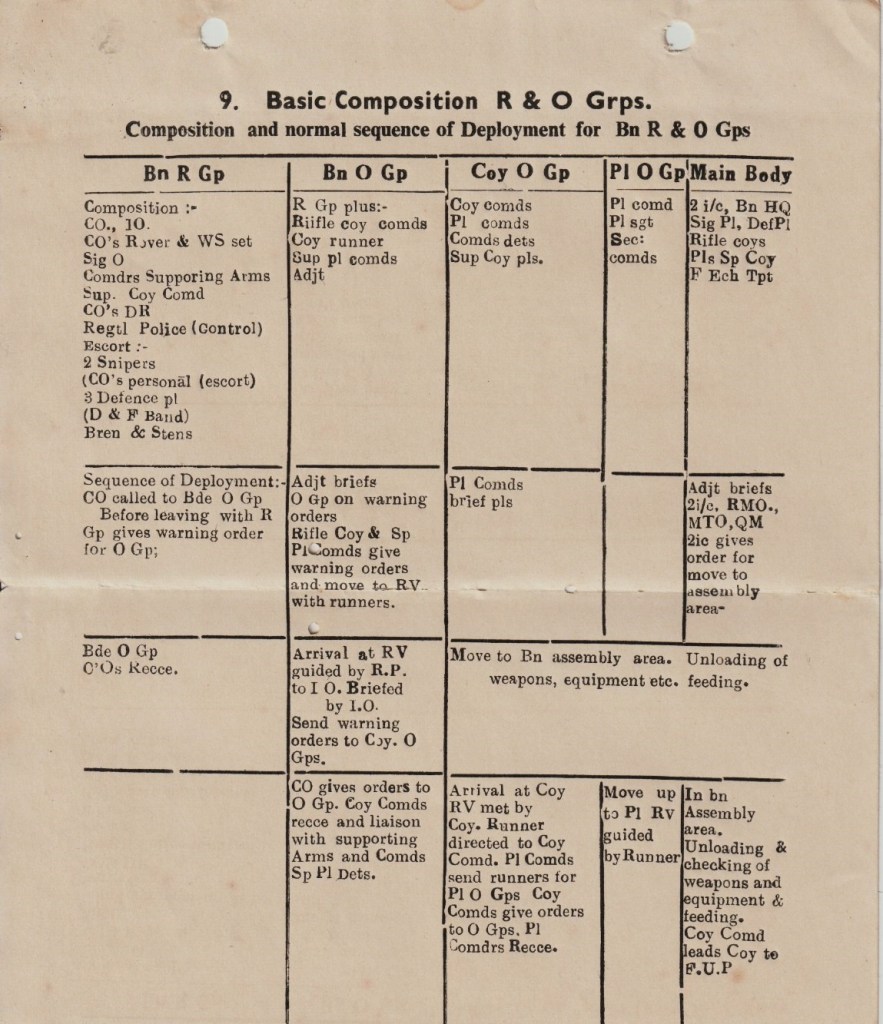 9. Basic Composition R & O Grps.
Composition and normal sequence of Deployment for Bn R & O Gps
Bn R Gp
Composition :-
CO., IO.
CO's Rover & WS set
Sig O
Comdrs Supporing Arms
Sup. Coy Comd
CO's DR
Regtl Police (Control)
Escort :-
2 Snipers
(CO's personal (escort)
3 Defence pl
(D & F Band)
Bren & Stens
Bn O Gp
R Gp plus:-
Riifle coy comds
Coy runner
Sup pl comds
Adjt
Coy O Gp
Coy comds
Pl comds
Comds dets
Sup Coy pls.
Pl O Gp
Pl comd
Pl sgt
Sec:
comds
Main Body
2 i/c, Bn HQ
Sig Pl, DefPl
Rifle coys
Pls Sp Coy
F Ech Tpt
Sequence of Deployment:-
CO called to Bde O Gp
Before leaving with R
Gp gives warning order
for O Gp;
Adjt briefs
O Gp on warning
orders
Rifle Coy & Sp
Pl Comds give
warning orders
and move to RV
with runners.
Pl Comds
brief pls
Adjt briefs
2i/c, RMO.,
MTO,QM
2ic gives
order for
move to
assembly
area-
Bde O Gp
C'Os Recce.
Arrival at RV
guided by R.P.
to I O. Briefed
by I.O.
Send warning
orders to Coy. O
Gps.
Move to Bn assembly area. Unloading of
weapons, equipment etc. feeding.
CO gives orders to
O Gp. Coy Comds
recce and liaison
with supporting
Arms and Comds
Sp Pl Dets.
Arrival at Coy
RV met by
Coy. Runner
directed to Coy
Comd. Pl Comds
send runners for
Pl O Gps Coy
Comds give orders
to O Gps. Pl
Comdrs Recce.
Move up
to Pl RV
guided
by Runner
In bn
Assembly
area.
Unloading &
checking of
weapons and
equipment &
feeding.
Coy Comd
leads Coy to
F.U.P